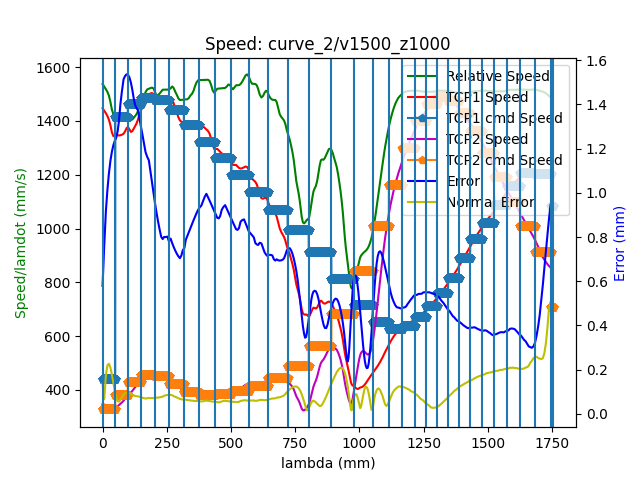 Speed: curve_2/v1500_z1000
1600
1400
1200
1000
800
600
400
Speed/lamdot (mm/s)
0
250
500
750
1000
1250
1500
1750
lambda (mm)
1.6
1.4
1.2
1.0
0.8
0.6
0.4
0.2
0.0
Error (mm)
Relative Speed
TCP1 Speed
TCP1 cmd Speed
TCP2 Speed
TCP2 cmd Speed
Error
Normal Error